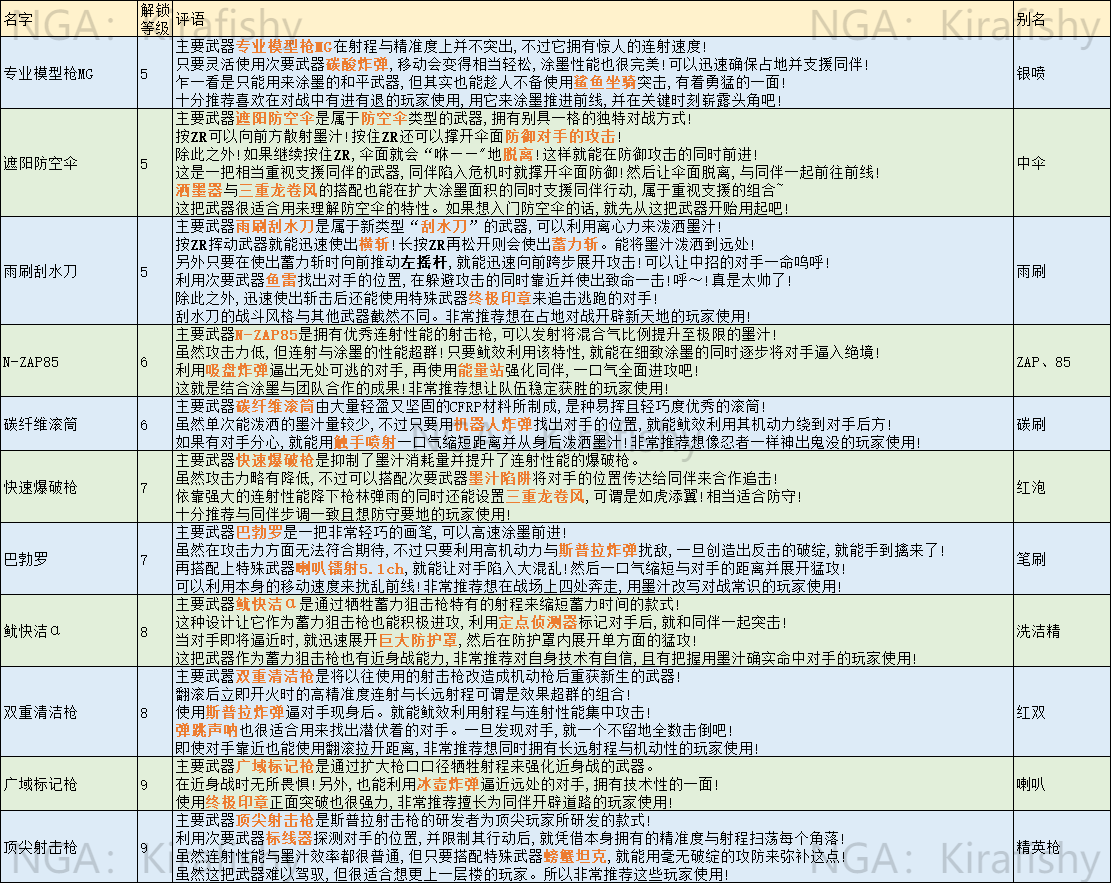 名字 解锁等级 评语 别名
专业模型枪MG 5 银喷
主要武器专业模型枪MG在射程与精准度上并不突出,不过它拥有惊人的连射速度!
只要灵活使用次要武器碳酸炸弹,移动会变得相当轻松,涂墨性能也很完美!可以迅速确保占地并支援同伴!
乍一看是只能用来涂墨的和平武器,但其实也能趁人不备使用鲨鱼坐骑突击,有着勇猛的一面!
十分推荐喜欢在对战中有进有退的玩家使用,用它来涂墨推进前线,并在关键时刻崭露头角吧!
遮阳防空伞 5 中伞
主要武器遮阳防空伞是属于防空伞类型的武器,拥有别具一格的独特对战方式!
按ZR可以向前方散射墨汁!按住ZR还可以撑开伞面防御对手的攻击!
除此之外!如果继续按住ZR,伞面就会“咻——"地脱离!这样就能在防御攻击的同时前进!
这是一把相当重视支援同伴的武器,同伴陷入危机时就撑开伞面防御!然后让伞面脱离,与同伴一起前往前线!
洒墨器与三重龙卷风的搭配也能在扩大涂墨面积的同时支援同伴行动,属于重视支援的组合~
这把武器很适合用来理解防空伞的特性。如果想入门防空伞的话,就先从这把武器开始用起吧!
雨刷刮水刀 5 雨刷
主要武器雨刷刮水刀是属于新类型“刮水刀”的武器,可以利用离心力来泼洒墨汁!
按ZR挥动武器就能迅速使出横斩!长按ZR再松开则会使出蓄力斩。能将墨汁泼洒到远处!
另外只要在使出蓄力斩时向前推动左摇杆,就能迅速向前跨步展开攻击!可以让中招的对手一命呜呼!
利用次要武器鱼雷找出对手的位置,在躲避攻击的同时靠近并使出致命一击!呼~!真是太帅了!
除此之外,迅速使出斩击后还能使用特殊武器终极印章来追击逃跑的对手!
刮水刀的战斗风格与其他武器截然不同。非常推荐想在占地对战开辟新天地的玩家使用!
N-ZAP85 6 ZAP、85
主要武器N-ZAP85是拥有优秀连射性能的射击枪,可以发射将混合气比例提升至极限的墨汁!
虽然攻击力低,但连射与涂墨的性能超群!只要鱿效利用该特性,就能在细致涂墨的同时逐步将对手逼入绝境!
利用吸盘炸弹逼出无处可逃的对手,再使用能量站强化同伴,一口气全面进攻吧!
这就是结合涂墨与团队合作的成果!非常推荐想让队伍稳定获胜的玩家使用!
碳纤维滚筒 6 碳刷
主要武器碳纤维滚筒由大量轻盈又坚固的CFRP材料所制成,是种易挥且轻巧度优秀的滚筒!
虽然单次能泼洒的墨汁量较少,不过只要用机器人炸弹找出对手的位置,就能鱿效利用其机动力绕到对手后方!
如果有对手分心,就能用触手喷射一口气缩短距离并从身后泼洒墨汁!非常推荐想像忍者一样神出鬼没的玩家使用!
快速爆破枪 7 红泡
主要武器快速爆破枪是抑制了墨汁消耗量并提升了连射性能的爆破枪。
虽然攻击力略有降低,不过可以搭配次要武器墨汁陷阱将对手的位置传达给同伴来合作追击!
依靠强大的连射性能降下枪林弹雨的同时还能设置三重龙卷风,可谓是如虎添翼!相当适合防守!
十分推荐与同伴步调一致且想防守要地的玩家使用!
巴勃罗 7 笔刷
主要武器巴勃罗是一把非常轻巧的画笔,可以高速涂墨前进!
虽然在攻击力方面无法符合期待,不过只要利用高机动力与斯普拉炸弹扰敌,一旦创造出反击的破绽,就能手到擒来了!
再搭配上特殊武器喇叭镭射5.1ch,就能让对手陷入大混乱!然后一口气缩短与对手的距离并展开猛攻!
可以利用本身的移动速度来扰乱前线!非常推荐想在战场上四处奔走,用墨汁改写对战常识的玩家使用!
鱿快洁α 8 洗洁精
主要武器鱿快洁α是通过牺牲蓄力狙击枪特有的射程来缩短蓄力时间的款式!
这种设计让它作为蓄力狙击枪也能积极进攻,利用定点侦测器标记对手后,就和同伴一起突击!
当对手即将逼近时,就迅速展开巨大防护罩,然后在防护罩内展开单方面的猛攻!
这把武器作为蓄力狙击枪也有近身战能力,非常推荐对自身技术有自信,且有把握用墨汁确实命中对手的玩家使用!
双重清洁枪 8 红双
主要武器双重清洁枪是将以往使用的射击枪改造成机动枪后重获新生的武器!
翻滚后立即开火时的高精准度连射与长远射程可谓是效果超群的组合!
使用斯普拉炸弹逼对手现身后。就能鱿效利用射程与连射性能集中攻击!
弹跳声呐也很适合用来找出潜伏着的对手。一旦发现对手,就一个不留地全数击倒吧!
即使对手靠近也能使用翻滚拉开距离,非常推荐想同时拥有长远射程与机动性的玩家使用!
广域标记枪 9 喇叭
主要武器广域标记枪是通过扩大枪口口径牺牲射程来强化近身战的武器。
在近身战时无所畏惧!另外,也能利用冰壶炸弹逼近远处的对手,拥有技术性的一面!
使用终极印章正面突破也很强力,非常推荐擅长为同伴开辟道路的玩家使用!
顶尖射击枪 9 精英枪
主要武器顶尖射击枪是斯普拉射击枪的研发者为顶尖玩家所研发的款式!
利用次要武器标线器探测对手的位置,并限制其行动后,就凭借本身拥有的精准度与射程扫荡每个角落!
虽然连射性能与墨汁效率都很普通,但只要搭配特殊武器螃蟹坦克,就能用毫无破绽的攻防来弥补这点!
虽然这把武器难以驾驭,但很适合想更上一层楼的玩家。所以非常推荐这些玩家使用!
NGA: Kirafishy
NGA: Kirafishy
NGA: Kirafishy
NGA: Kirafishy
NGA: Kirafishy